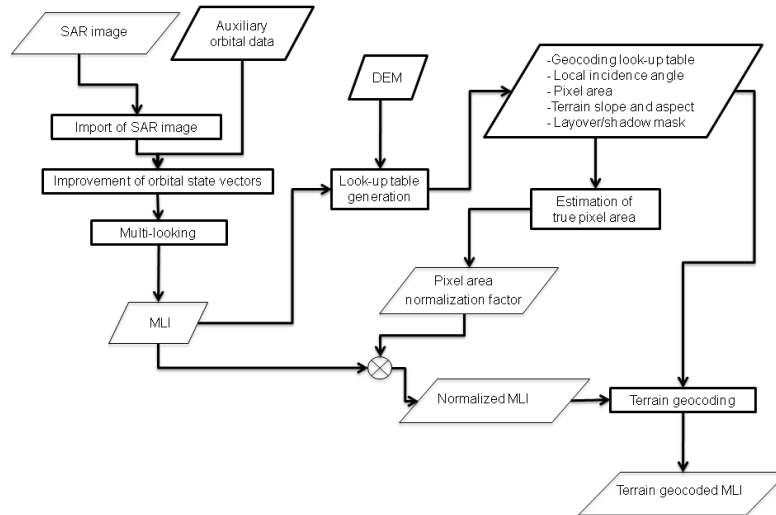 SAR image
Auxiliary
orbital data
DEM
-Geocoding look-up table
- Local incidence angle
- Pixel area
-Terrain slope and aspect
- Layover/shadow mask
Import of SAR image
Improvement of orbital state vectors
Look-up table
generation
Estimation of
true pixel area
Multi-looking
Pixel area
normalization factor
MLI
Normalized MLI
Terrain geocoding
Terrain geocoded MLI